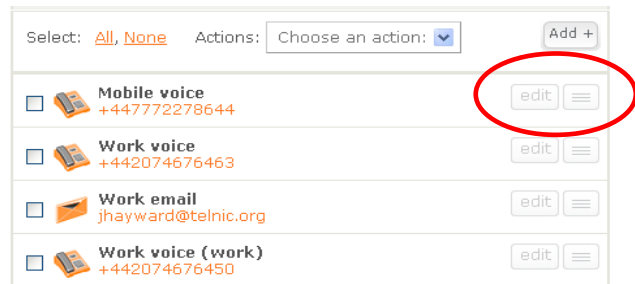 Select: All, None Actions: Choose an action: Add +
Mobile voice edit
+447772278644
Work voice edit
+442074676463
Work email edit
jhayward@telnic.org
Work voice (work) edit
+442074676450